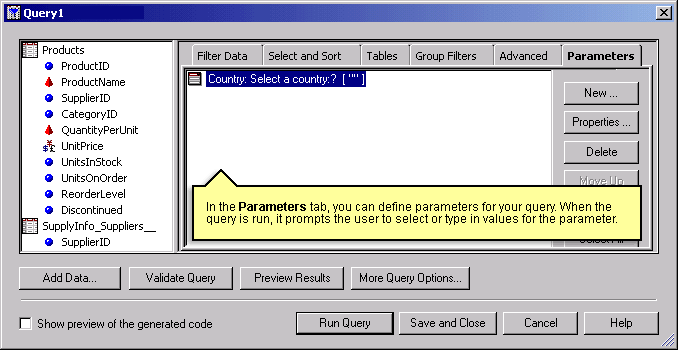 Query1
Products
ProductID
ProductName
SupplierID
CategoryID
QuantityPerUnit
UnitPrice
UnitsInStock
UnitsOnOrder
ReorderLevel
Discontinued
SupplyInfo_Suppliers__
SupplierID
Filter Data Select and Sort Tables Group Filters Advanced Parameters
Country: Select a country:? [ "" ]
New ...
Properties ...
Delete
Move Up
In the Parameters tab, you can define parameters for your query. When the
query is run, it prompts the user to select or type in values for the parameter.
Select All
Add Data... Validate Query Preview Results More Query Options...
Show preview of the generated code
Run Query Save and Close Cancel Help